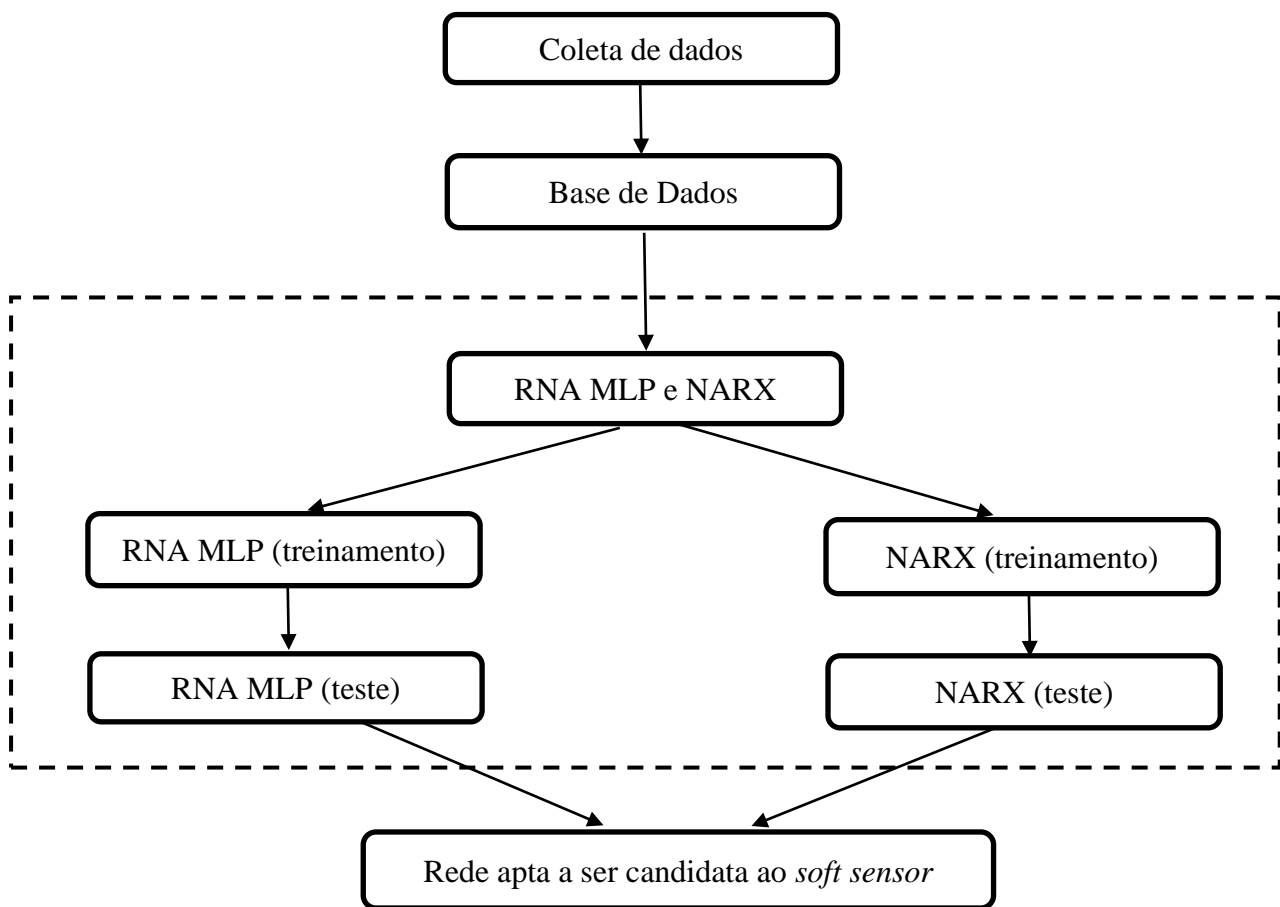 Coleta de dados
Base de Dados
RNA MLP e NARX
RNA MLP (treinamento)
NARX (treinamento)
RNA MLP (teste)
NARX (teste)
Rede apta a ser candidata ao soft sensor